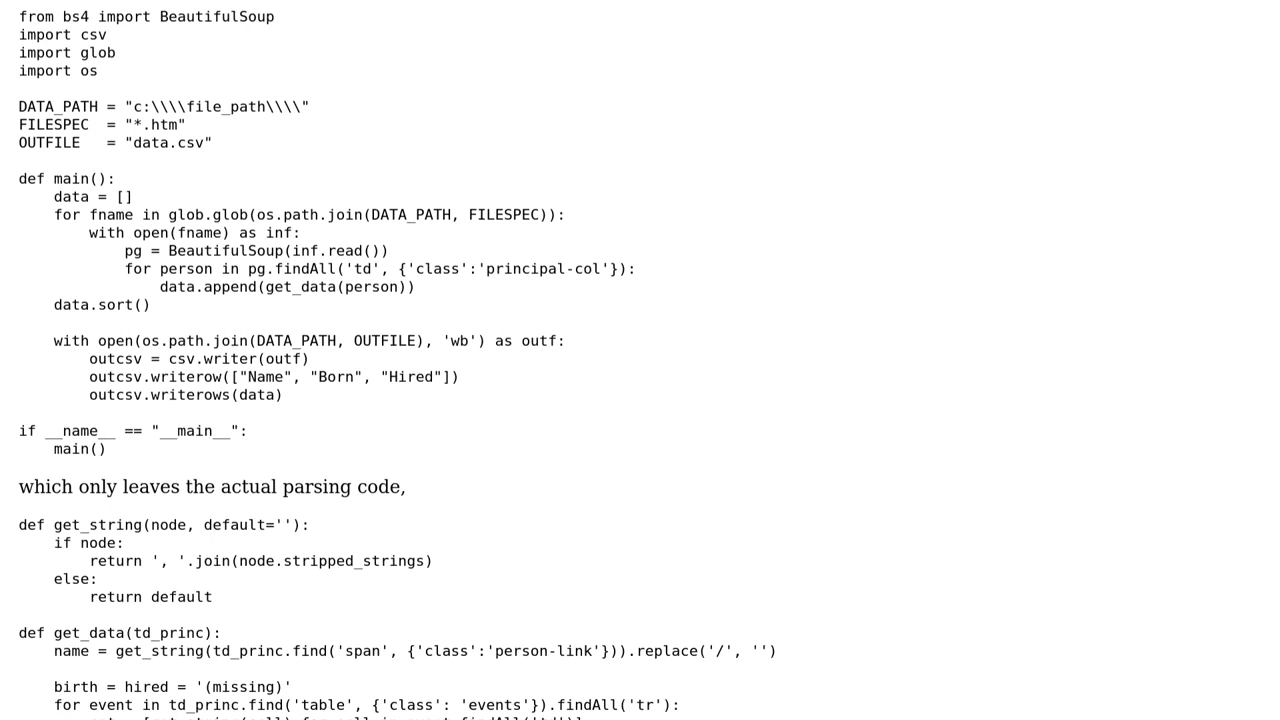 from bs4 import BeautifulSoup
import csv
import glob
import os

DATA_PATH = "c:\\\\file_path\\\\"
FILESPEC  = "*.htm"
OUTFILE   = "data.csv"

def main():
    data = []
    for fname in glob.glob(os.path.join(DATA_PATH, FILESPEC)):
        with open(fname) as inf:
            pg = BeautifulSoup(inf.read())
            for person in pg.findAll('td', {'class':'principal-col'}):
                data.append(get_data(person))
    data.sort()

    with open(os.path.join(DATA_PATH, OUTFILE), 'wb') as outf:
        outcsv = csv.writer(outf)
        outcsv.writerow(["Name", "Born", "Hired"])
        outcsv.writerows(data)

if __name__ == "__main__":
    main()

which only leaves the actual parsing code,

def get_string(node, default=''):
    if node:
        return ', '.join(node.stripped_strings)
    else:
        return default

def get_data(td_princ):
    name = get_string(td_princ.find('span', {'class':'person-link'})).replace('/', '')

    birth = hired = '(missing)'
    for event in td_princ.find('table', {'class': 'events'}).findAll('tr'):